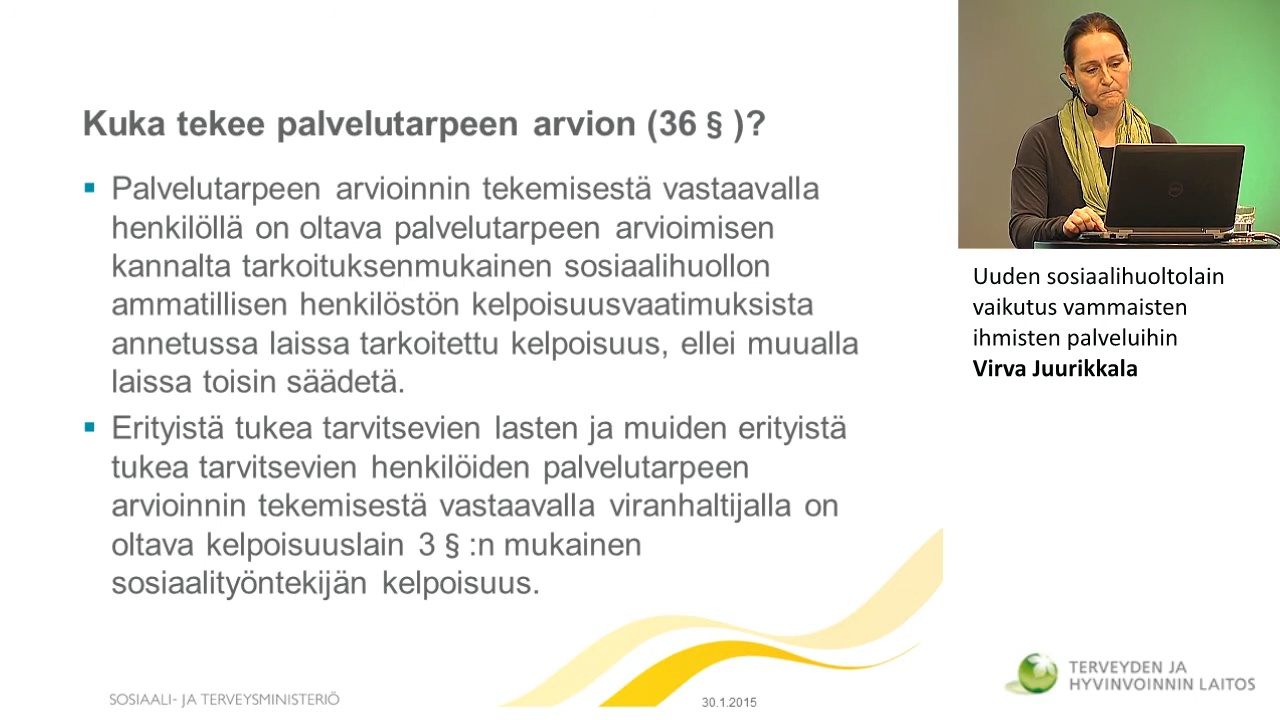 Kuka tekee palvelutarpeen arvion (36 § )?
Palvelutarpeen arvioinnin tekemisestä vastaavalla
henkilöllä on oltava palvelutarpeen arvioimisen
kannalta tarkoituksenmukainen sosiaalihuollon
ammatillisen henkilöstön kelpoisuusvaatimuksista
annetussa laissa tarkoitettu kelpoisuus, ellei muualla
laissa toisin säädetä.
Erityistä tukea tarvitsevien lasten ja muiden erityistä
tukea tarvitsevien henkilöiden palvelutarpeen
arvioinnin tekemisestä vastaavalla viranhaltijalla on
oltava kelpoisuuslain 3 § :n mukainen
sosiaalityöntekijän kelpoisuus.
SOSIAALI- JA TERVEYSMINISTERIÖ
30.1.2015
Uuden sosiaalihuoltolain
vaikutus vammaisten
ihmisten palveluihin
Virva Juurikkala
TERVEYDEN JA
HYVINVOINNIN LAITOS